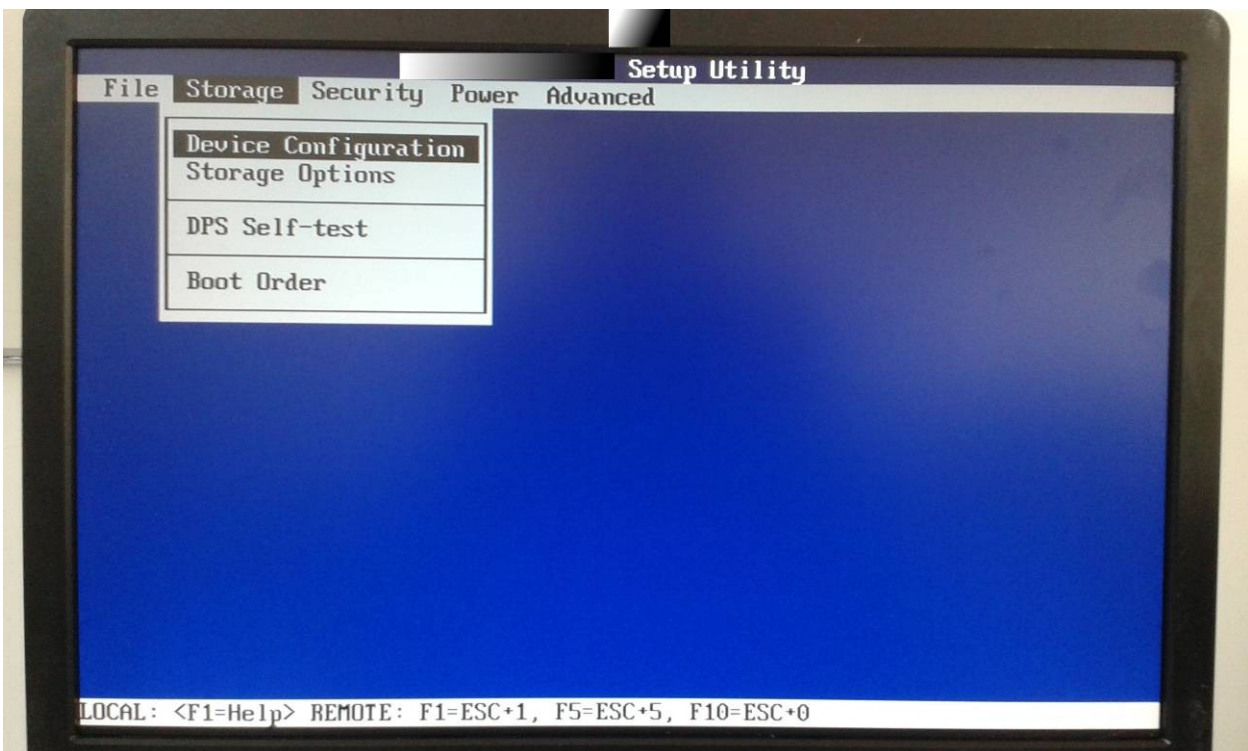 Setup Utility
File Storage Security Power Advanced
Device Configuration
Storage Options
DPS Self-test
Boot Order
LOCAL: <F1=Help> REMOTE: F1=ESC+1, F5=ESC+5, F10=ESC+0